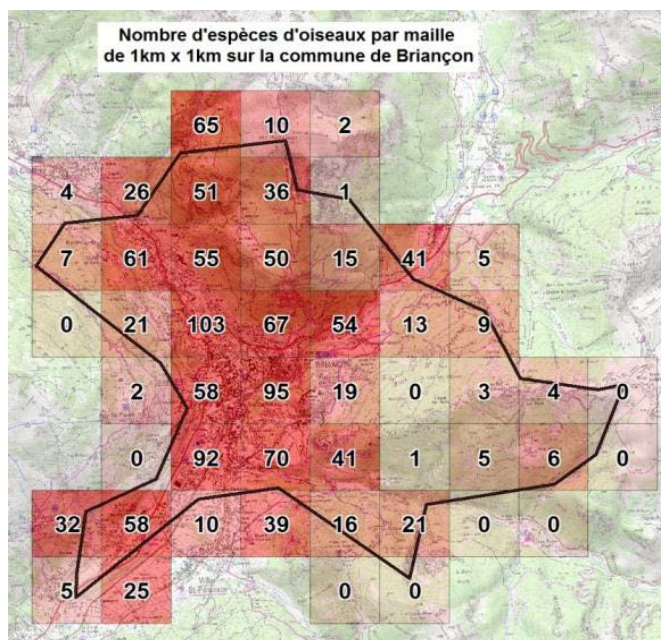 Nombre d'espèces d'oiseaux par maille
de 1km x 1km sur la commune de Briançon
65 10 2
4 26 51 36 1
7 61 55 50 15 41 5
0 21 103 67 54 13 9
2 58 95 19 0 3 4 0
0 92 70 41 1 5 6 0
32 58 10 39 16 21 0 0
5 25 0 0